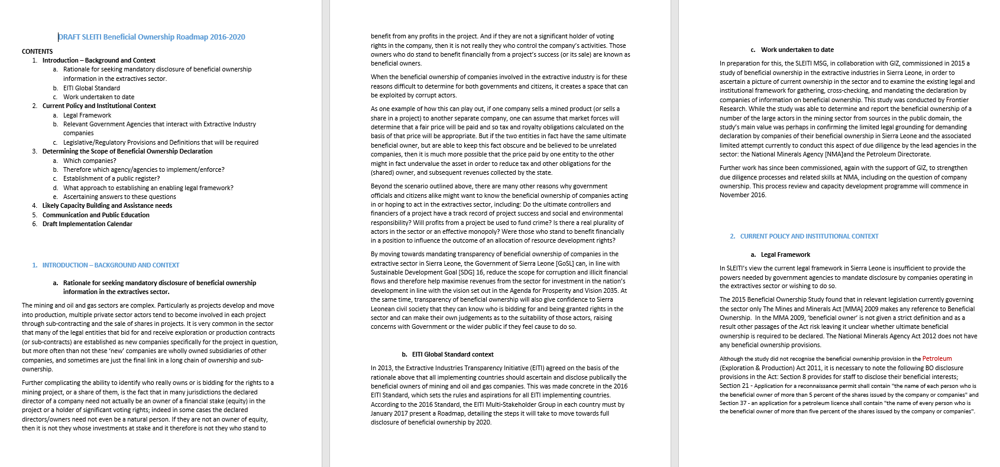 DRAFT SLEITI Beneficial Ownership Roadmap 2016-2020
CONTENTS
1. Introduction – Background and Context
a. Rationale for seeking mandatory disclosure of beneficial ownership
information in the extractives sector.
b. EITI Global Standard
c. Work undertaken to date
2. Current Policy and Institutional Context
a. Legal Framework
b. Relevant Government Agencies that interact with Extractive Industry
companies
c. Legislative/Regulatory Provisions and Definitions that will be required
3. Determining the Scope of Beneficial Ownership Declaration
a. Which companies?
b. Therefore which agency/agencies to implement/enforce?
c. Establishment of a public register?
d. What approach to establishing an enabling legal framework?
e. Ascertaining answers to these questions
4. Likely Capacity Building and Assistance needs
5. Communication and Public Education
6. Draft Implementation Calendar
1. INTRODUCTION – BACKGROUND AND CONTEXT
a. Rationale for seeking mandatory disclosure of beneficial ownership
information in the extractives sector.
The mining and oil and gas sectors are complex. Particularly as projects develop and move
into production, multiple private sector actors tend to become involved in each project
through sub-contracting and the sale of shares in projects. It is very common in the sector
that many of the legal entities that bid for and receive exploration or production contracts
(or sub-contracts) are established as new companies specifically for the project in question,
but more often than not these ‘new’ companies are wholly owned subsidiaries of other
companies, and sometimes are just the final link in a long chain of ownership and sub-
ownership.
Further complicating the ability to identify who really owns or is bidding for the rights to a
mining project, or a share of them, is the fact that in many jurisdictions the declared
director of a company need not actually be an owner of a financial stake (equity) in the
project or a holder of significant voting rights; indeed in some cases the declared
directors/owners need not even be a natural person. If they are not an owner of equity,
then it is not they whose investments at stake and it therefore is not they who stand to
benefit from any profits in the project. And if they are not a significant holder of voting
rights in the company, then it is not really they who control the company’s activities. Those
owners who do stand to benefit financially from a project’s success (or its sale) are known as
beneficial owners.
When the beneficial ownership of companies involved in the extractive industry is for these
reasons difficult to determine for both governments and citizens, it creates a space that can
be exploited by corrupt actors.
As one example of how this can play out, if one company sells a mined product (or sells a
share in a project) to another separate company, one can assume that market forces will
determine that a fair price will be paid and so tax and royalty obligations calculated on the
basis of that price will be appropriate. But if the two entities in fact have the same ultimate
beneficial owner, but are able to keep this fact obscure and be believed to be unrelated
companies, then it is much more possible that the price paid by one entity to the other
might in fact undervalue the asset in order to reduce tax and other obligations for the
(shared) owner, and subsequent revenues collected by the state.
Beyond the scenario outlined above, there are many other reasons why government
officials and citizens alike might want to know the beneficial ownership of companies acting
in or hoping to act in the extractives sector, including: Do the ultimate controllers and
financiers of a project have a track record of project success and social and environmental
responsibility? Will profits from a project be used to fund crime? Is there a real plurality of
actors in the sector or an effective monopoly? Were those who stand to benefit financially
in a position to influence the outcome of an allocation of resource development rights?
By moving towards mandating transparency of beneficial ownership of companies in the
extractive sector in Sierra Leone, the Government of Sierra Leone [GoSL] can, in line with
Sustainable Development Goal [SDG] 16, reduce the scope for corruption and illicit financial
flows and therefore help maximise revenues from the sector for investment in the nation’s
development in line with the vision set out in the Agenda for Prosperity and Vision 2035. At
the same time, transparency of beneficial ownership will also give confidence to Sierra
Leonean civil society that they can know who is bidding for and being granted rights in the
sector and can make their own judgements as to the suitability of those actors, raising
concerns with Government or the wider public if they feel cause to do so.
b. EITI Global Standard context
In 2013, the Extractive Industries Transparency Initiative (EITI) agreed on the basis of the
rationale above that all implementing countries should ascertain and disclose publically the
beneficial owners of mining and oil and gas companies. This was made concrete in the 2016
EITI Standard, which sets the rules and aspirations for all EITI implementing countries.
According to the 2016 Standard, the EITI Multi-Stakeholder Group in each country must by
January 2017 present a Roadmap, detailing the steps it will take to move towards full
disclosure of beneficial ownership by 2020.
c. Work undertaken to date
In preparation for this, the SLEITI MSG, in collaboration with GIZ, commissioned in 2015 a
study of beneficial ownership in the extractive industries in Sierra Leone, in order to
ascertain a picture of current ownership in the sector and to examine the existing legal and
institutional framework for gathering, cross-checking, and mandating the declaration by
companies of information on beneficial ownership. This study was conducted by Frontier
Research. While the study was able to determine and report the beneficial ownership of a
number of the large actors in the mining sector from sources in the public domain, the
study’s main value was perhaps in confirming the limited legal grounding for demanding
declaration by companies of their beneficial ownership in Sierra Leone and the associated
limited attempt currently to conduct this aspect of due diligence by the lead agencies in the
sector: the National Minerals Agency [NMA]and the Petroleum Directorate.
Further work has since been commissioned, again with the support of GIZ, to strengthen
due diligence processes and related skills at NMA, including on the question of company
ownership. This process review and capacity development programme will commence in
November 2016.
2. CURRENT POLICY AND INSTITUTIONAL CONTEXT
a. Legal Framework
In SLEITI’s view the current legal framework in Sierra Leone is insufficient to provide the
powers needed by government agencies to mandate disclosure by companies operating in
the extractives sector or wishing to do so.
The 2015 Beneficial Ownership Study found that in relevant legislation currently governing
the sector only The Mines and Minerals Act [MMA] 2009 makes any reference to Beneficial
Ownership. In the MMA 2009, ‘beneficial owner’ is not given a strict definition and as a
result other passages of the Act risk leaving it unclear whether ultimate beneficial
ownership is required to be declared. The National Minerals Agency Act 2012 does not have
any beneficial ownership provisions.
Although the study did not recognise the beneficial ownership provision in the Petroleum
(Exploration & Production) Act 2011, it is necessary to note the following BO disclosure
provisions in the Act: Section 8 provides for staff to disclose their beneficial interests;
Section 21 - Application for a reconnaissance permit shall contain "the name of each person who is
the beneficial owner of more than 5 percent of the shares issued by the company or companies" and
Section 37 - an application for a petroleum licence shall contain "the name of every person who is
the beneficial owner of more than five percent of the shares issued by the company or companies".